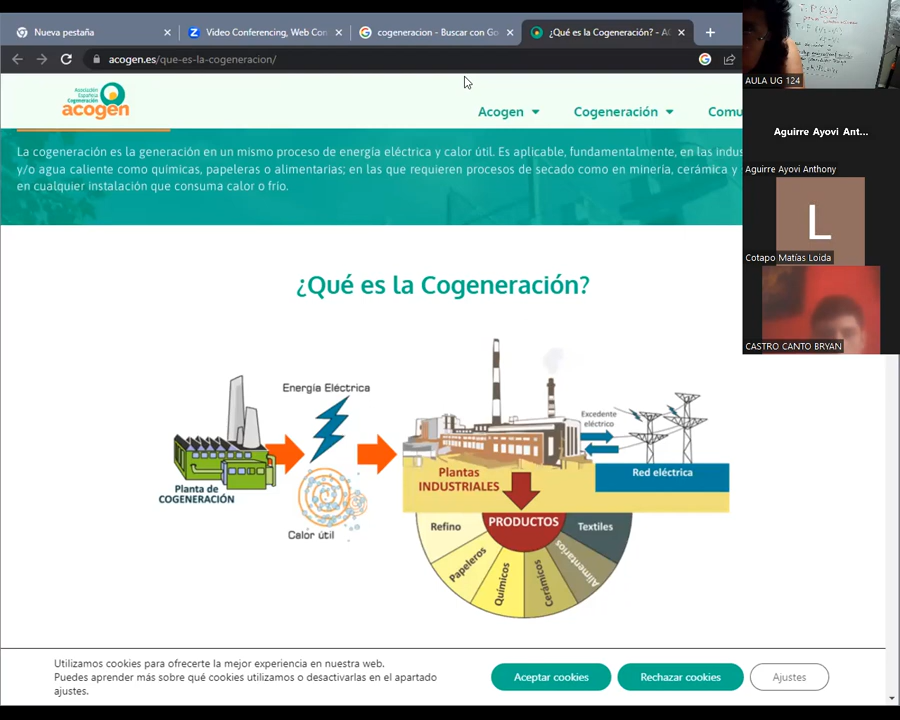 Nueva pestaña
Video Conferencing, Web Con
cogeneracion - Buscar con Go
¿Qué es la Cogeneración? - A
acogen.es/que-es-la-cogeneracion/
Asociación
Española
Cogeneración
acogen
Acogen
Cogeneración
Comu
La cogeneración es la generación en un mismo proceso de energía eléctrica y calor útil. Es aplicable, fundamentalmente, en las indus
y/o agua caliente como químicas, papeleras o alimentarias; en las que requieren procesos de secado como en minería, cerámica y
en cualquier instalación que consuma calor o frío.
¿Qué es la Cogeneración?
Planta de
COGENERACIÓN
Energía Eléctrica
Calor útil
Plantas
INDUSTRIALES
Excedente
eléctrico
Red eléctrica
PRODUCTOS
Refino
Papeleros
Químicos
Cerámicos
Alimentarios
Textiles
Utilizamos cookies para ofrecerte la mejor experiencia en nuestra web.
Puedes aprender más sobre qué cookies utilizamos o desactivarlas en el apartado
ajustes.
Aceptar cookies
Rechazar cookies
Ajustes
AULA UG 124
Aguirre Ayovi Ant...
Aguirre Ayovi Anthony
L
Cotapo Matías Loida
CASTRO CANTO BRYAN